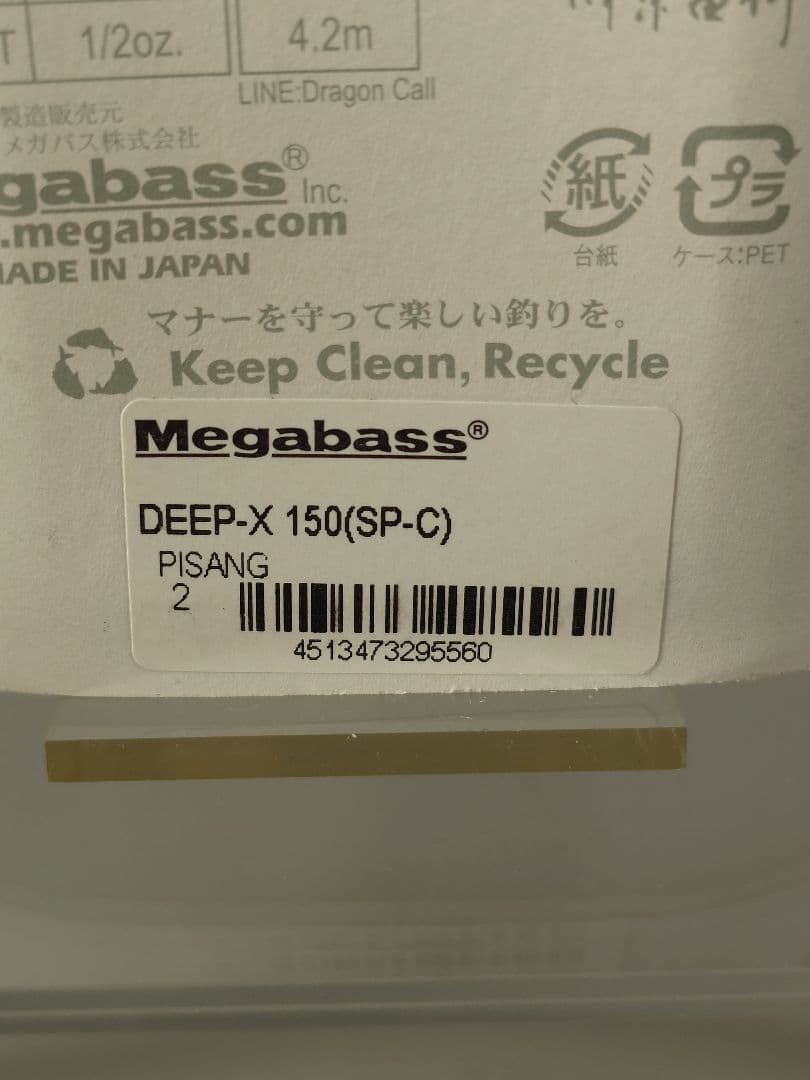 T 1/2oz. 4.2m
LINE:Dragon Call
製造販売元
メガバス株式会社
gabass® Inc.
.megabass.com
MADE IN JAPAN
紙 プラ
台紙 ケース:PET
マナーを守って楽しい釣りを。
Keep Clean, Recycle
Megabass®
DEEP-X 150(SP-C)
PISANG
2
4513473295560